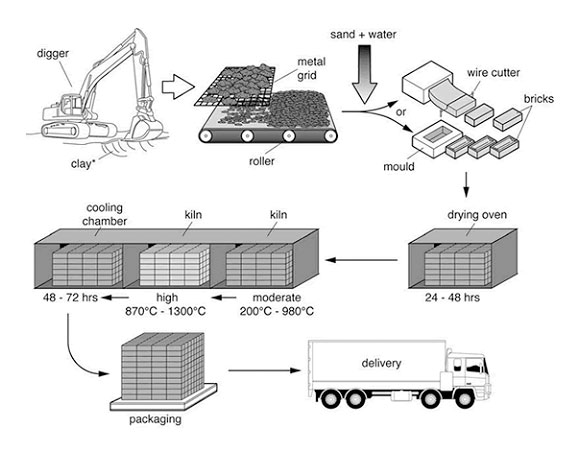 digger
clay*
metal
grid
roller
sand + water
or
wire cutter
bricks
mould
drying oven
24 - 48 hrs
kiln
moderate
200°C - 980°C
kiln
high
870°C - 1300°C
cooling
chamber
48 - 72 hrs
packaging
delivery